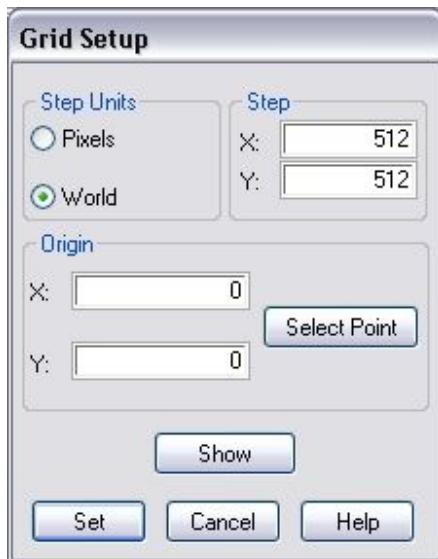 Grid Setup
Step Units
Pixels
World
Step
X: 512
Y: 512
Origin
X: 0
Y: 0
Select Point
Show
Set Cancel Help